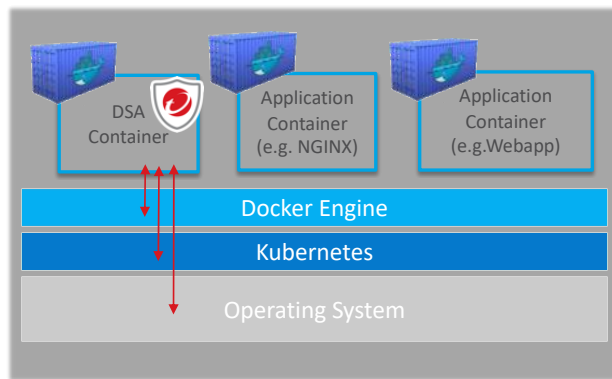 DSA
Container
Application
Container
(e.g. NGINX)
Application
Container
(e.g.Webapp)
Docker Engine
Kubernetes
Operating System